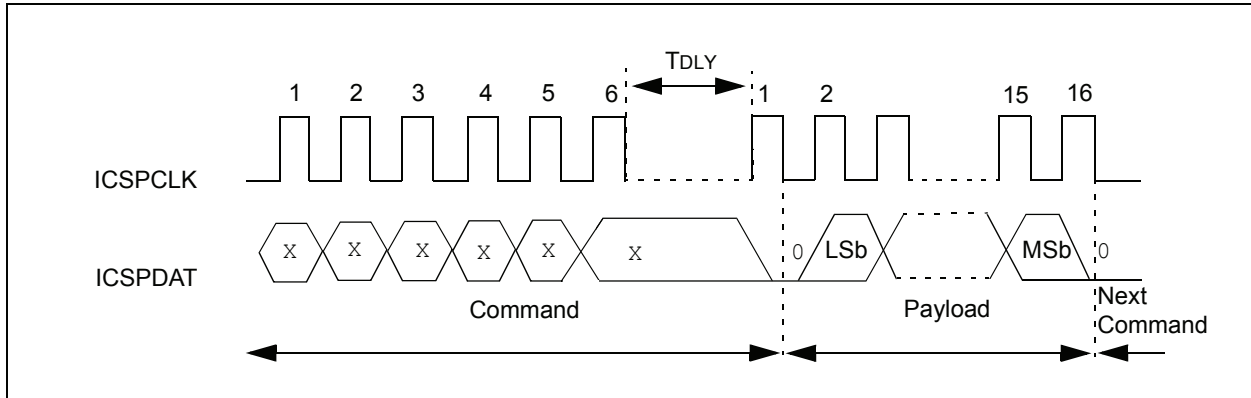 TDLY
1 2 3 4 5 6 1 2 15 16
ICSPCLK
X X X X X X 0 LSb MSb 0
ICSPDAT
Command Payload Next
Command